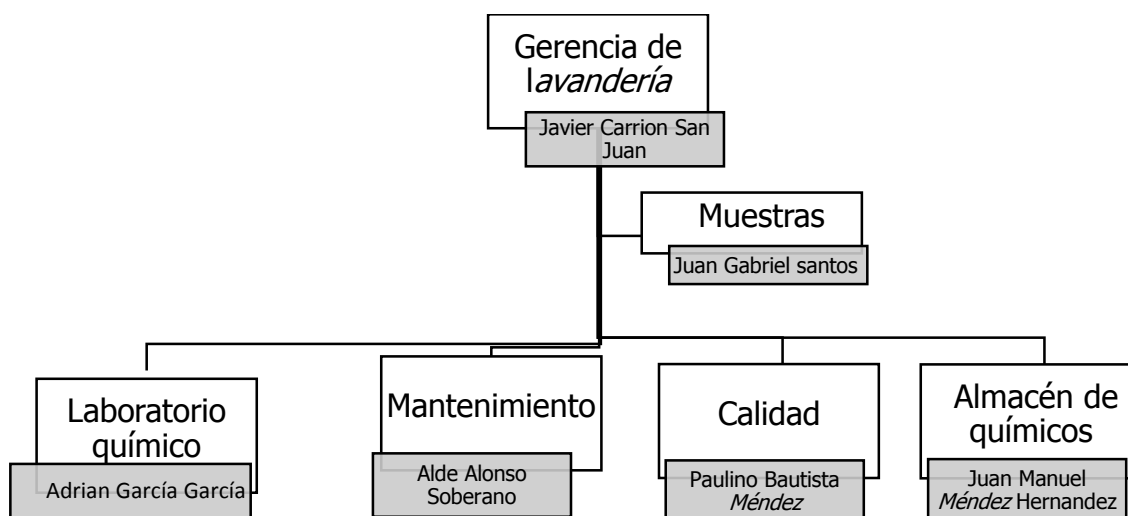 Gerencia de
lavandería
Javier Carrion San
Juan
Muestras
Juan Gabriel santos
Laboratorio
químico
Adrian García García
Mantenimiento
Alde Alonso
Soberano
Calidad
Paulino Bautista
Méndez
Almacén de
químicos
Juan Manuel
Méndez Hernandez